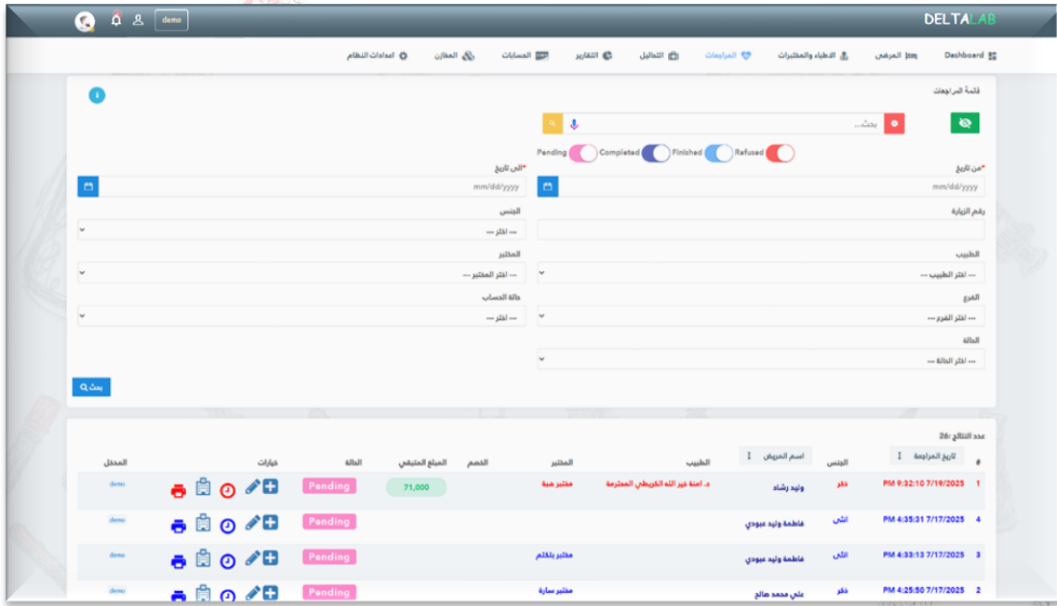 DELTALAB
demo
Dashboard المرضى الاطباء والمختبرات المراجعات التحاليل التقارير الحسابات المخازن اعدادات النظام
قائمة المراجعات
بحث...
Refused Finished Completed Pending
*من تاريخ *الى تاريخ
mm/dd/yyyy mm/dd/yyyy
رقم الزيارة الجنس
--- اختر ---
الطبيب المختبر
--- اختر الطبيب --- --- اختر المختبر ---
الفرع حالة الحساب
--- اختر الفرع --- --- اختر ---
الحالة
--- اختر الحالة ---
بحث
عدد النتائج :26
# تاريخ المراجعة الجنس اسم المريض الطبيب المختبر الخصم المبلغ المتبقي الحالة خيارات المدخل
1 PM 9:32:10 7/19/2025 ذكر وليد رشاد د. امنة خير الله الخريطي المحترمة مختبر هبة 71,000 Pending demo
4 PM 4:35:31 7/17/2025 انثى فاطمة وليد عبودي Pending demo
3 PM 4:33:13 7/17/2025 انثى فاطمة وليد عبودي مختبر بلكلم Pending demo
2 PM 4:25:50 7/17/2025 ذكر علي محمد صالح مختبر سارة Pending demo